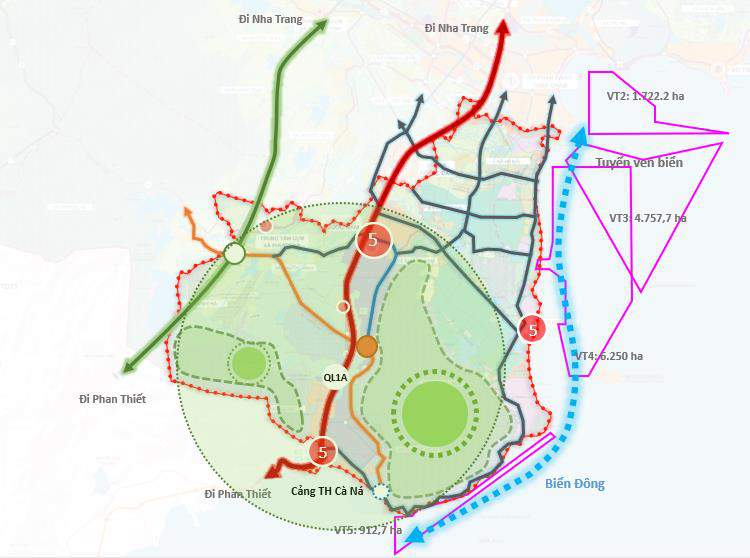 Đi Nha Trang
Đi Nha Trang
VT2: 1.722.2 ha
Tuyến ven biển
VT3: 4.757,7 ha
5
5
VT4: 6.250 ha
QL1A
Đi Phan Thiết
5
Đi Phan Thiết
Cảng TH Cà Ná
Biển Đông
VT5: 912,7 ha